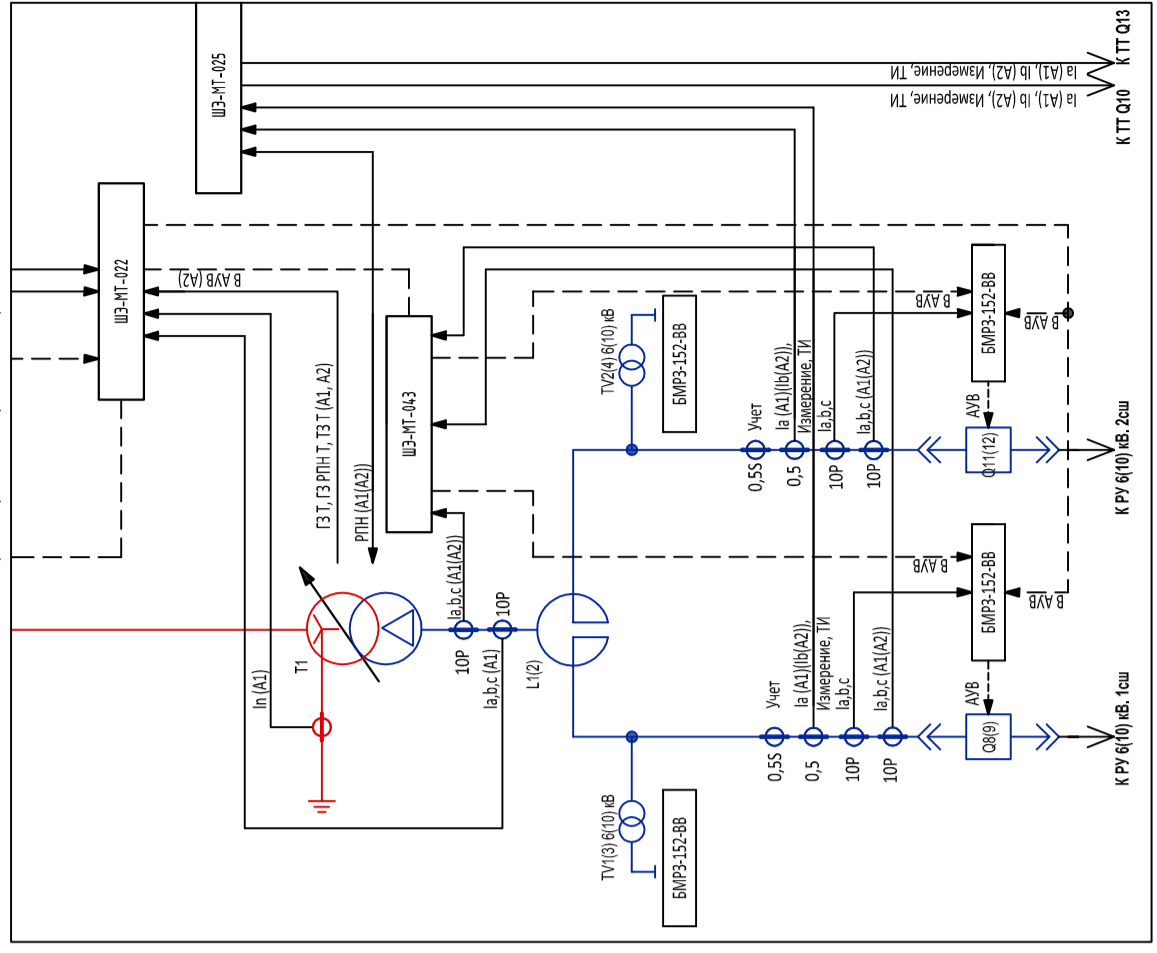 ШЭ-МТ-025
ШЭ-МТ-022
К ТТ Q13
К ТТ Q10
Ia (A1), Ib (A2), Измерение, ТИ
Ia (A1), Ib (A2), Измерение, ТИ
В АУВ (А2)
ШЭ-МТ-043
ГЗ Т, ГЗ РПН Т, ТЗ Т (А1, А2)
РПН (А1(А2))
T1
In (A1)
Ia,b,c (A1(A2))
10P
10P
Ia,b,c (A1)
L1(2)
TV2(4) 6(10) кВ
БМРЗ-152-ВВ
TV1(3) 6(10) кВ
БМРЗ-152-ВВ
Учет
0,5S
Ia (A1)(Ib(A2)),
Измерение, ТИ
0,5
Ia,b,c
10P
Ia,b,c (A1(A2))
10P
В АУВ
БМРЗ-152-ВВ
В АУВ
АУВ
Q11(12)
К РУ 6(10) кВ. 2сш
Учет
0,5S
Ia (A1)(Ib(A2)),
Измерение, ТИ
0,5
Ia,b,c
10P
Ia,b,c (A1(A2))
10P
В АУВ
БМРЗ-152-ВВ
В АУВ
АУВ
Q8(9)
К РУ 6(10) кВ. 1сш